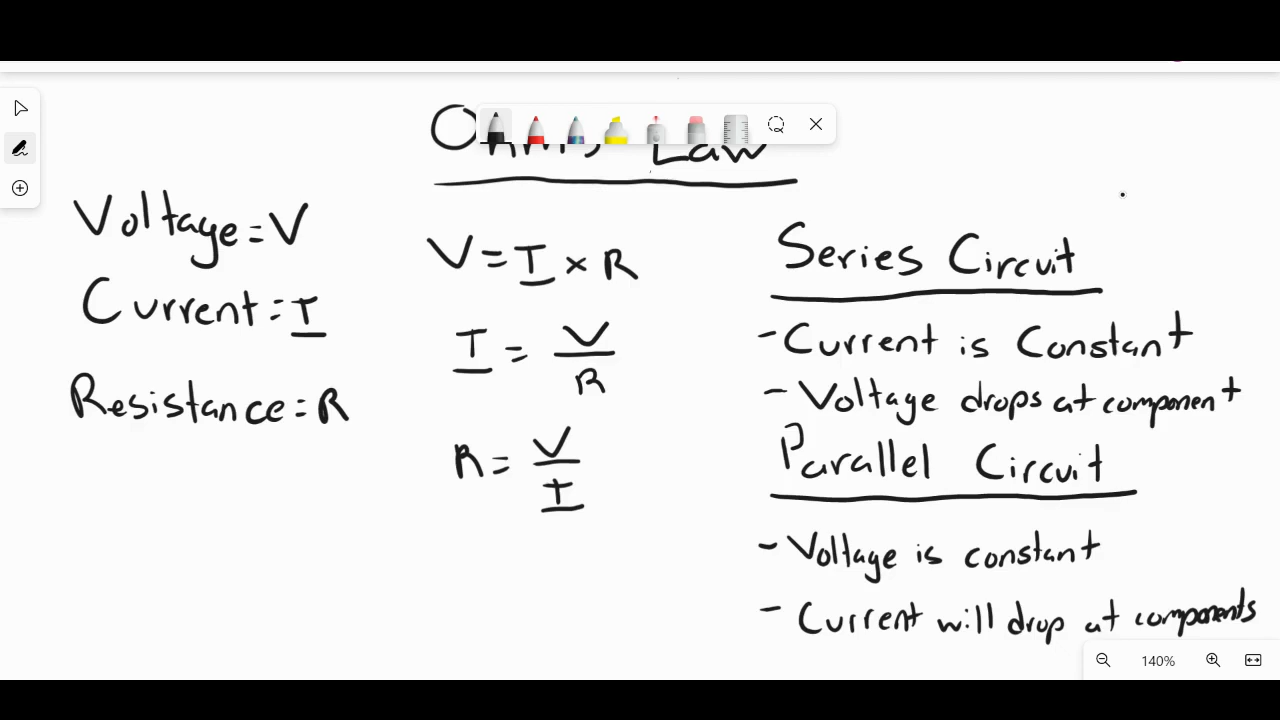 Law
Voltage = V
Current = I
Resistance = R
V = I × R
I = V
R
R = V
I
Series Circuit
- Current is Constant
- Voltage drops at component
Parallel Circuit
- Voltage is constant
- Current will drop at components
140%